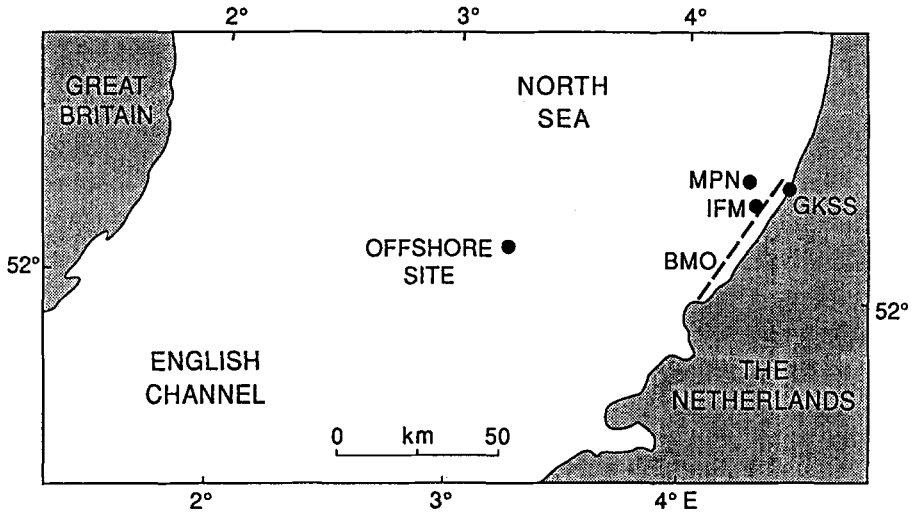 2°
3°
4°
GREAT
BRITAIN
NORTH
SEA
MPN
IFM
GKSS
OFFSHORE
SITE
BMO
52°
52°
ENGLISH
CHANNEL
THE
NETHERLANDS
0 km 50
2°
3°
4° E